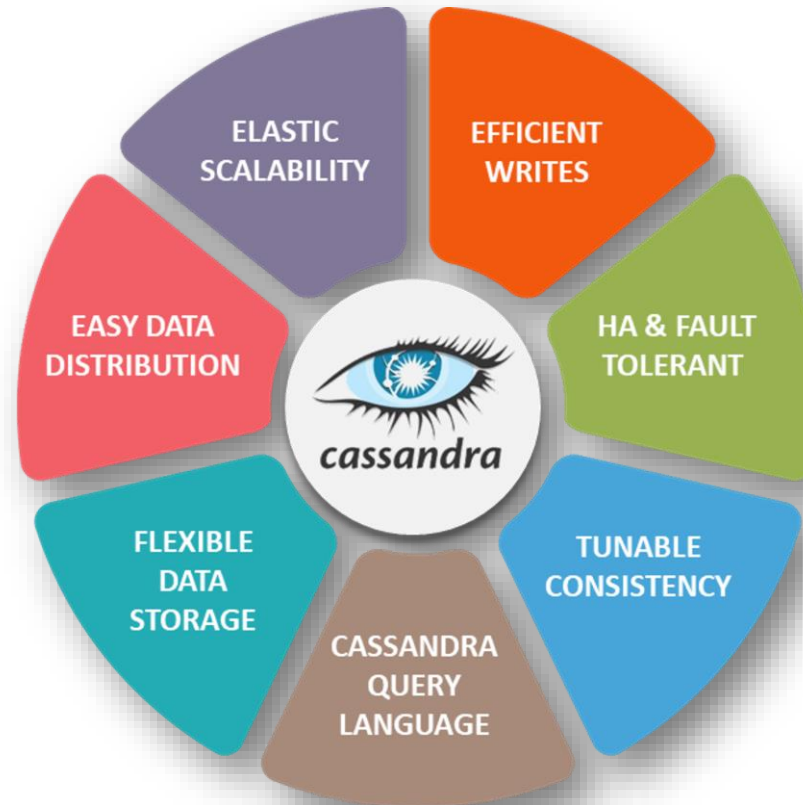 ELASTIC
SCALABILITY
EFFICIENT
WRITES
HA & FAULT
TOLERANT
TUNABLE
CONSISTENCY
CASSANDRA
QUERY
LANGUAGE
FLEXIBLE
DATA
STORAGE
EASY DATA
DISTRIBUTION
cassandra